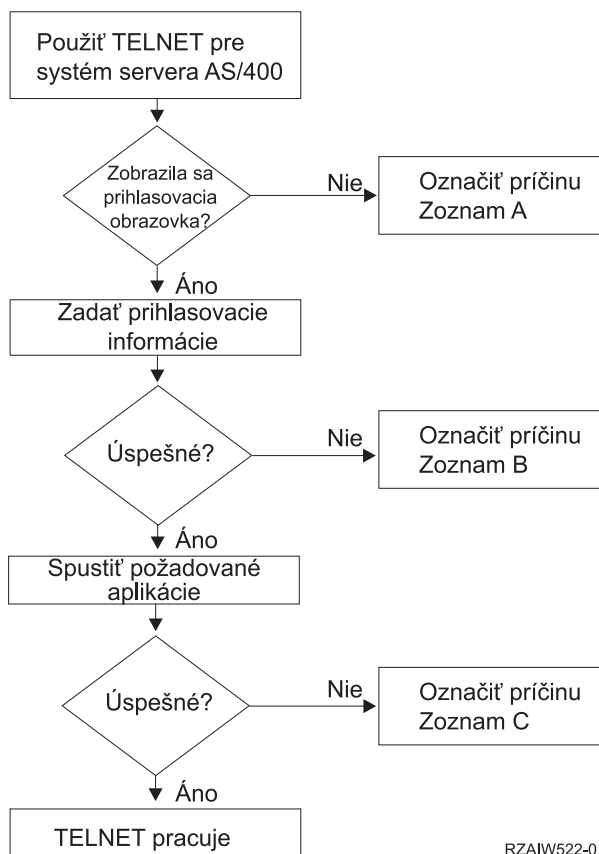 Použiť TELNET pre
systém servera AS/400
Zobrazila sa
prihlasovacia
obrazovka?
Nie
Označiť príčinu
Zoznam A
Áno
Zadať prihlasovacie
informácie
Úspešné?
Nie
Označiť príčinu
Zoznam B
Áno
Spustiť požadované
aplikácie
Úspešné?
Nie
Označiť príčinu
Zoznam C
Áno
TELNET pracuje
RZAIW522-0